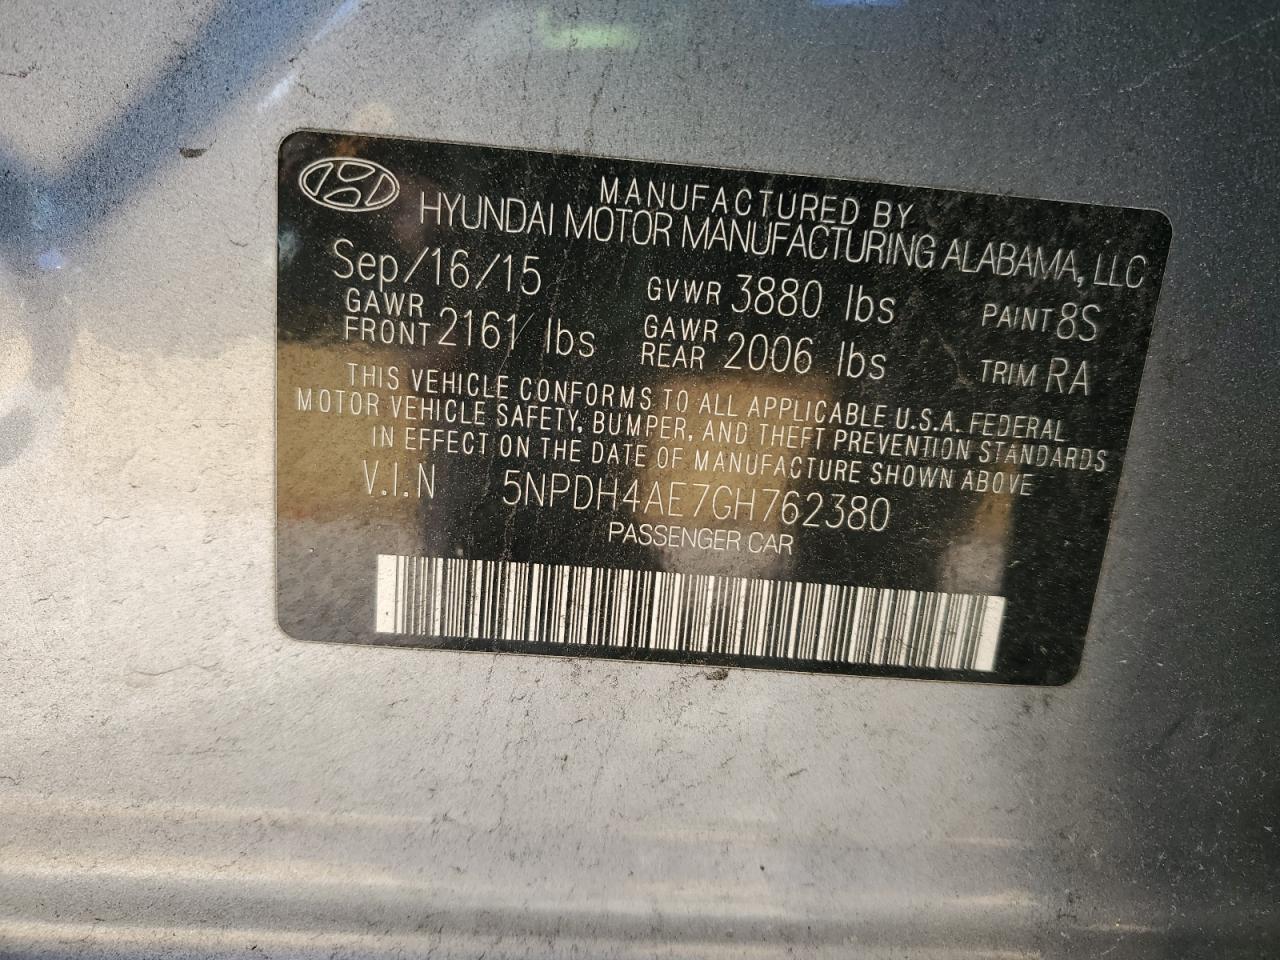 MANUFACTURED BY
HYUNDAI MOTOR MANUFACTURING ALABAMA, LLC
Sep/16/15 GVWR 3880 lbs PAINT 8S
GAWR FRONT 2161 lbs GAWR REAR 2006 lbs TRIM RA
THIS VEHICLE CONFORMS TO ALL APPLICABLE U.S.A. FEDERAL
MOTOR VEHICLE SAFETY, BUMPER, AND THEFT PREVENTION STANDARDS
IN EFFECT ON THE DATE OF MANUFACTURE SHOWN ABOVE
V.I.N 5NPDH4AE7GH762380
PASSENGER CAR